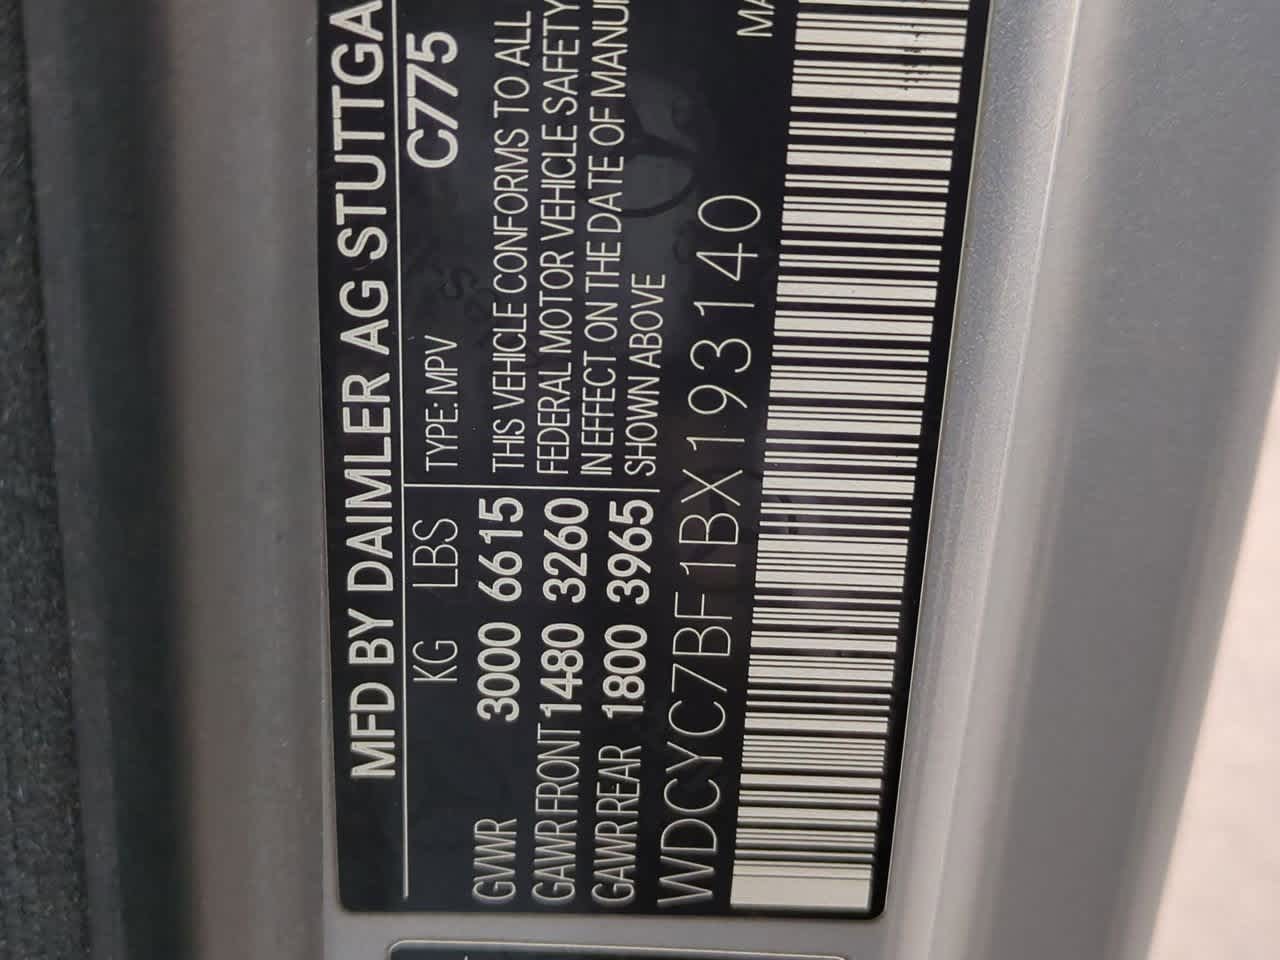 MFD BY DAIMLER AG STUTTGA
KG LBS TYPE: MPV C775
GVWR 3000 6615 THIS VEHICLE CONFORMS TO ALL
GAWR FRONT 1480 3260 FEDERAL MOTOR VEHICLE SAFETY
GAWR REAR 1800 3965 IN EFFECT ON THE DATE OF MANU
SHOWN ABOVE
WDCYC7BF1BX193140
MA